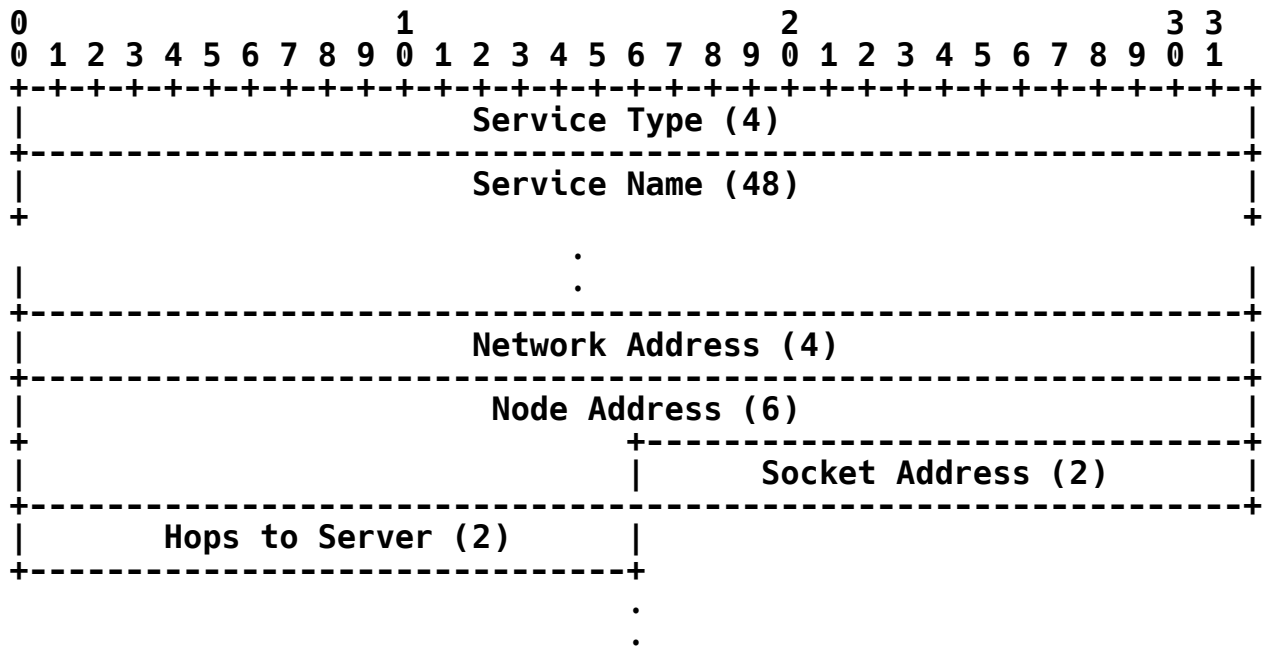 0                   1                   2                   3 3
0 1 2 3 4 5 6 7 8 9 0 1 2 3 4 5 6 7 8 9 0 1 2 3 4 5 6 7 8 9 0 1
+-+-+-+-+-+-+-+-+-+-+-+-+-+-+-+-+-+-+-+-+-+-+-+-+-+-+-+-+-+-+-+-+
|                       Service Type (4)                        |
+---------------------------------------------------------------+
|                       Service Name (48)                       |
+                                                               +
                             .
|                            .                                  |
+---------------------------------------------------------------+
|                       Network Address (4)                     |
+---------------------------------------------------------------+
|                        Node Address (6)                       |
+                               +-------------------------------+
|                               |      Socket Address (2)       |
+---------------------------------------------------------------+
|       Hops to Server (2)      |
+-------------------------------+
                                .
                                .